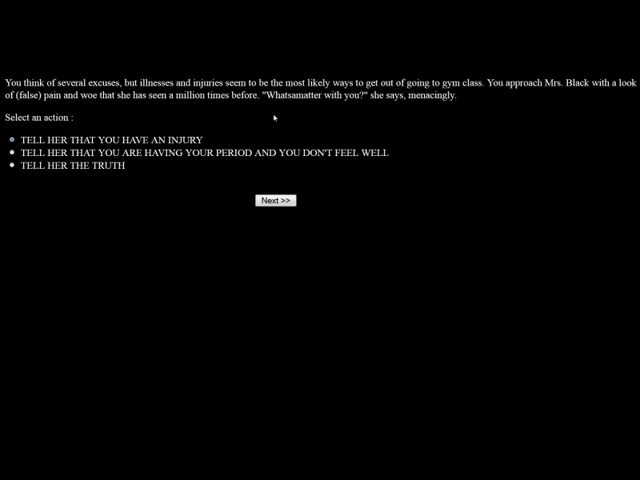 You think of several excuses, but illnesses and injuries seem to be the most likely ways to get out of going to gym class. You approach Mrs. Black with a look
of (false) pain and woe that she has seen a million times before. "Whatsamatter with you?" she says, menacingly.
Select an action :
TELL HER THAT YOU HAVE AN INJURY
TELL HER THAT YOU ARE HAVING YOUR PERIOD AND YOU DON'T FEEL WELL
TELL HER THE TRUTH
Next >>